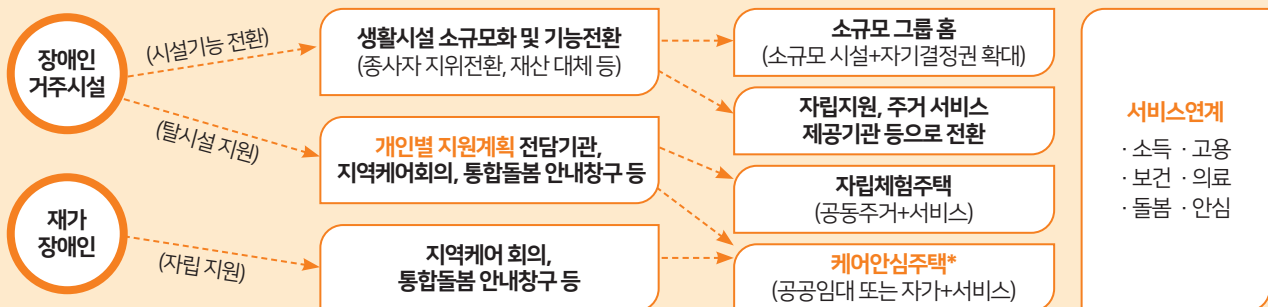 장애인
거주시설
(시설기능 전환)
(탈시설 지원)
재가
장애인
(자립 지원)
생활시설 소규모화 및 기능전환
(종사자 지위전환, 재산 대체 등)
개인별 지원계획 전담기관,
지역케어회의, 통합돌봄 안내창구 등
지역케어 회의,
통합돌봄 안내창구 등
소규모 그룹 홈
(소규모 시설+자기결정권 확대)
자립지원, 주거 서비스
제공기관 등으로 전환
자립체험주택
(공동주거+서비스)
케어안심주택*
(공공임대 또는 자가+서비스)
서비스연계
· 소득 · 고용
· 보건 · 의료
· 돌봄 · 안심